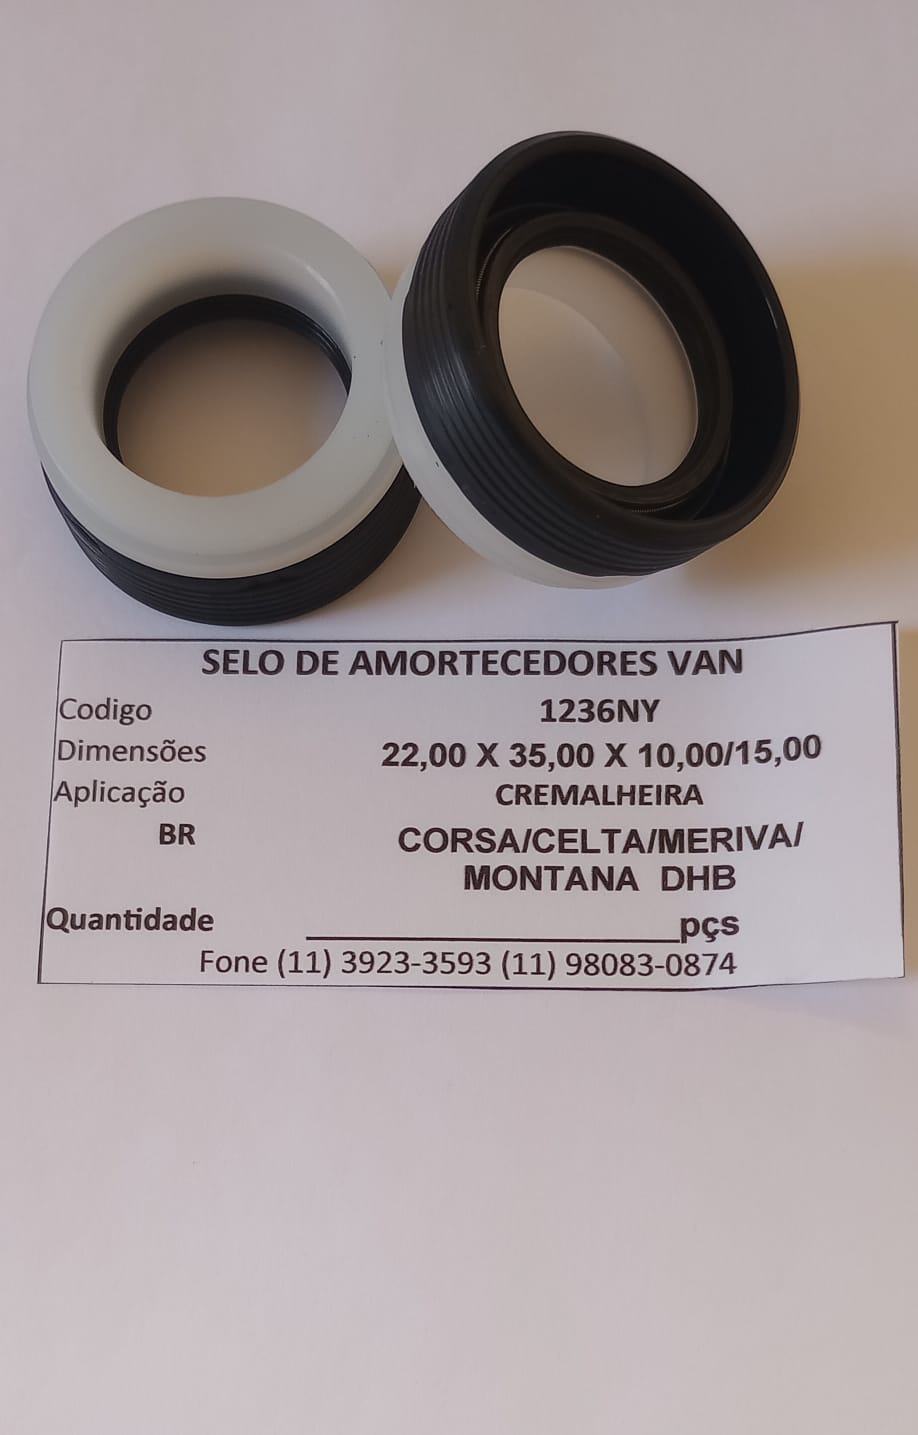 SELO DE AMORTECEDORES VAN
Codigo 1236NY
Dimensões 22,00 X 35,00 X 10,00/15,00
Aplicação CREMALHEIRA
BR CORSA/CELTA/MERIVA/
MONTANA DHB
Quantidade ____________________pçs
Fone (11) 3923-3593 (11) 98083-0874